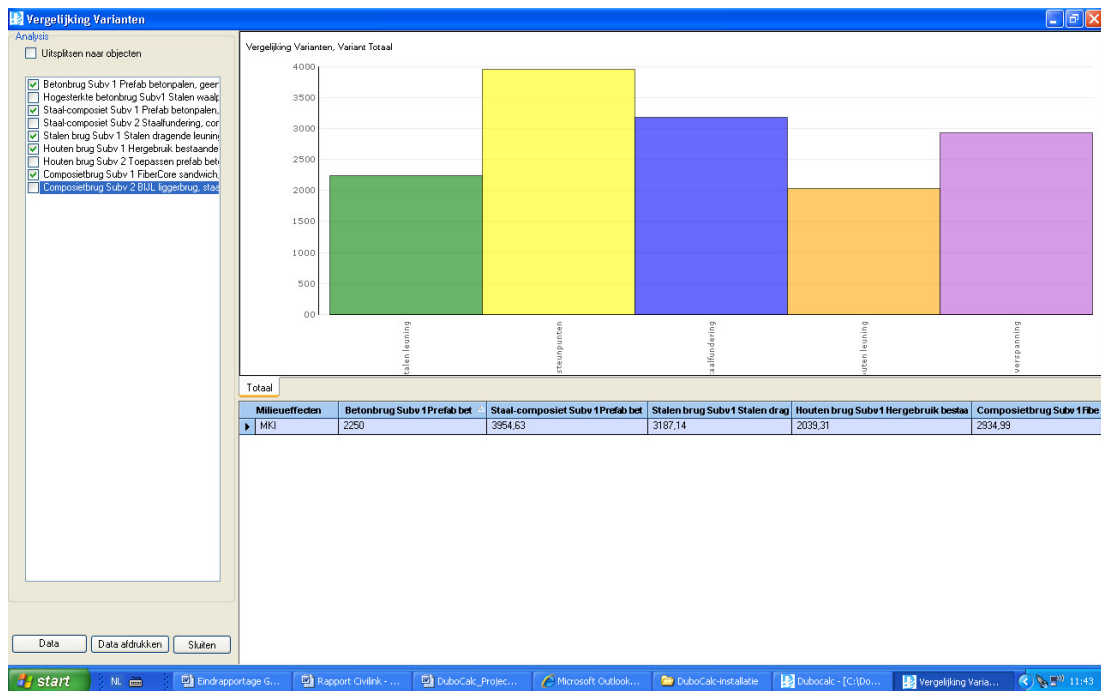 Vergelijking Varianten
Analysis
Uitsplitsen naar objecten
Betonbrug Subv 1 Prefab betonpalen, geer
Hogesterkte betonbrug Subv1 Stalen waalp
Staal-composiet Subv 1 Prefab betonpalen,
Staal-composiet Subv 2 Staalfundering, cor
Stalen brug Subv 1 Stalen dragende leuning
Houten brug Subv 1 Hergebruik bestaande
Houten brug Subv 2 Toepassen prefab bet
Composietbrug Subv 1 FiberCore sandwich,
Composietbrug Subv 2 BIJL liggerbrug, staa
Data
Data afdrukken
Sluiten
Vergelijking Varianten, Variant Totaal
4000
3500
3000
2500
2000
1500
1000
500
00
talen leuning
steunpunten
aalfundering
uten leuning
verspanning
Totaal
Milieueffecten Betonbrug Subv 1 Prefab bet Staal-composiet Subv 1 Prefab bet Stalen brug Subv 1 Stalen drag Houten brug Subv 1 Hergebruik bestaa Composietbrug Subv 1 Fibe
MKI 2250 3954,63 3187,14 2039,31 2934,99
start
NL
Eindrapportage G...
Rapport Civilink - ...
DuboCalc_Projec...
Microsoft Outlook...
DuboCalc-installatie
Dubocalc - [C:\Do...
Vergelijking Varia...
11:43